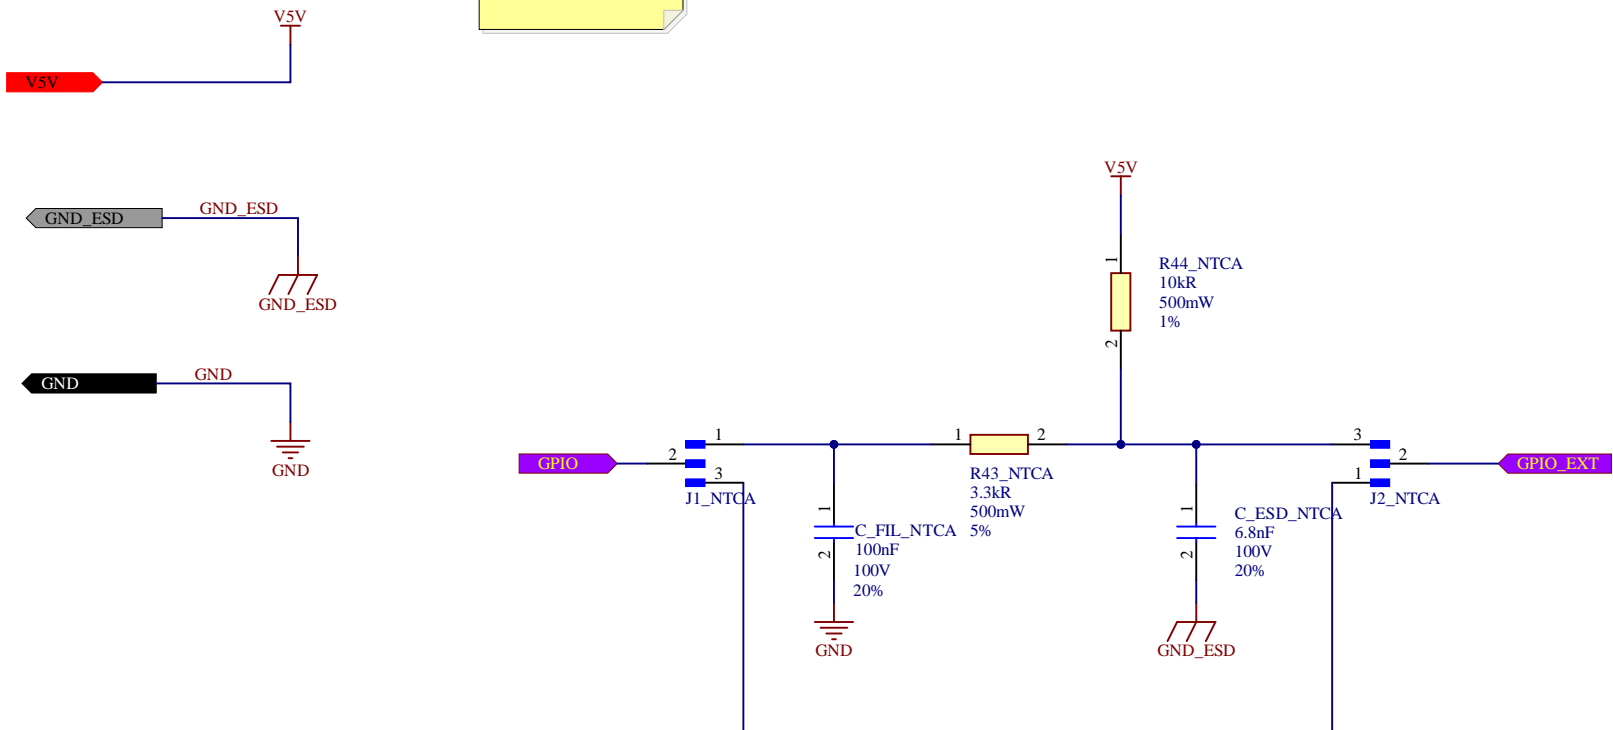 V5V
V5V
GND_ESD
GND_ESD
GND_ESD
GND
GND
GND
V5V
1
R44_NTCA
10kR
500mW
1%
2
GPIO
2
1
3
J1_NTCA
1
C_FIL_NTCA
100nF
100V
20%
2
GND
1
2
R43_NTCA
3.3kR
500mW
5%
1
C_ESD_NTCA
6.8nF
100V
20%
2
GND_ESD
3
2
1
J2_NTCA
GPIO_EXT